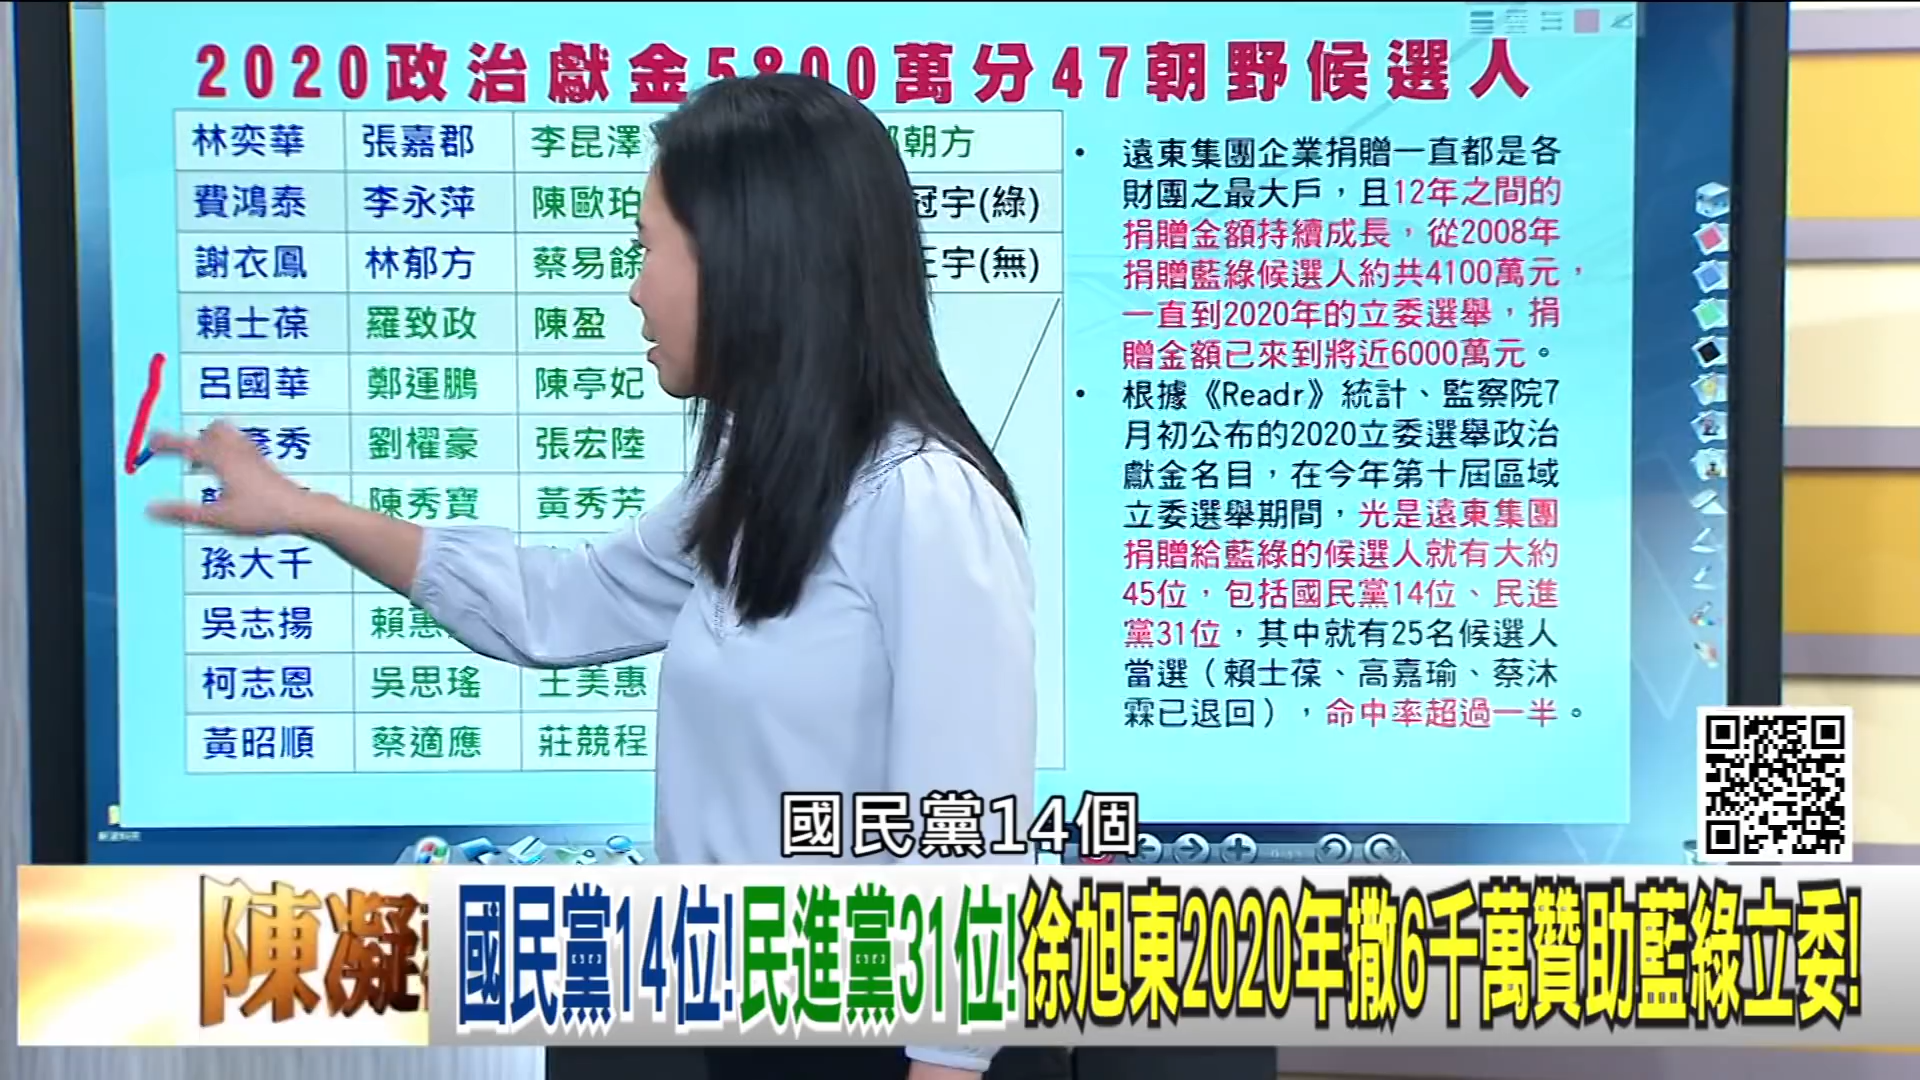 2020政治獻金5800萬分47朝野候選人
林奕華 張嘉郡 李昆澤 朝方
費鴻泰 李永萍 陳歐珀 冠宇(綠)
謝衣鳳 林郁方 蔡易餘 宇(無)
賴士葆 羅致政 陳盈
呂國華 鄭運鵬 陳亭妃
彥秀 劉櫂豪 張宏陸
陳秀寶 黃秀芳
孫大千
吳志揚 賴惠
柯志恩 吳思瑤 王美惠
黃昭順 蔡適應 莊競程
• 遠東集團企業捐贈一直都是各
財團之最大戶，且12年之間的
捐贈金額持續成長，從2008年
捐贈藍綠候選人約共4100萬元，
一直到2020年的立委選舉，捐
贈金額已來到將近6000萬元。
• 根據《Readr》統計、監察院7
月初公布的2020立委選舉政治
獻金名目，在今年第十屆區域
立委選舉期間，光是遠東集團
捐贈給藍綠的候選人就有大約
45位，包括國民黨14位、民進
黨31位，其中就有25名候選人
當選（賴士葆、高嘉瑜、蔡沐
霖已退回），命中率超過一半。
國民黨14個
陳凝
國民黨14位!民進黨31位!徐旭東2020年撒6千萬贊助藍綠立委!